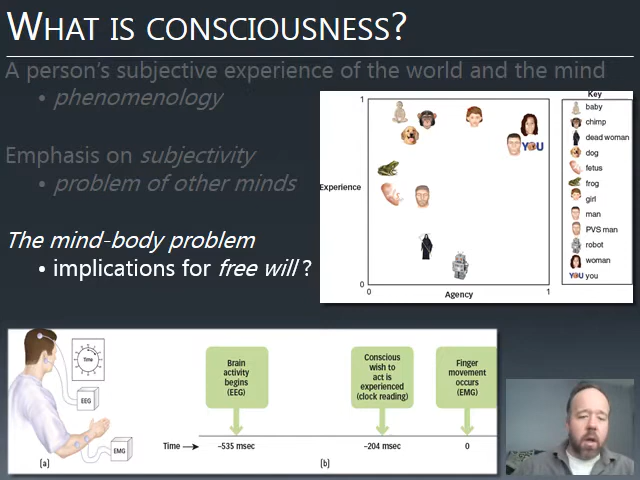 WHAT IS CONSCIOUSNESS?
A person's subjective experience of the world and the mind
• phenomenology
Emphasis on subjectivity
• problem of other minds
The mind-body problem
• implications for free will ?
Key
1
baby
chimp
dead woman
dog
fetus
frog
girl
man
PVS man
robot
woman
YOU you
YOU
Experience
0
0
1
Agency
Time
EEG
EMG
(a)
Brain
activity
begins
(EEG)
Conscious
wish to
act is
experienced
(clock reading)
Finger
movement
occurs
(EMG)
Time
–535 msec
–204 msec
0
(b)